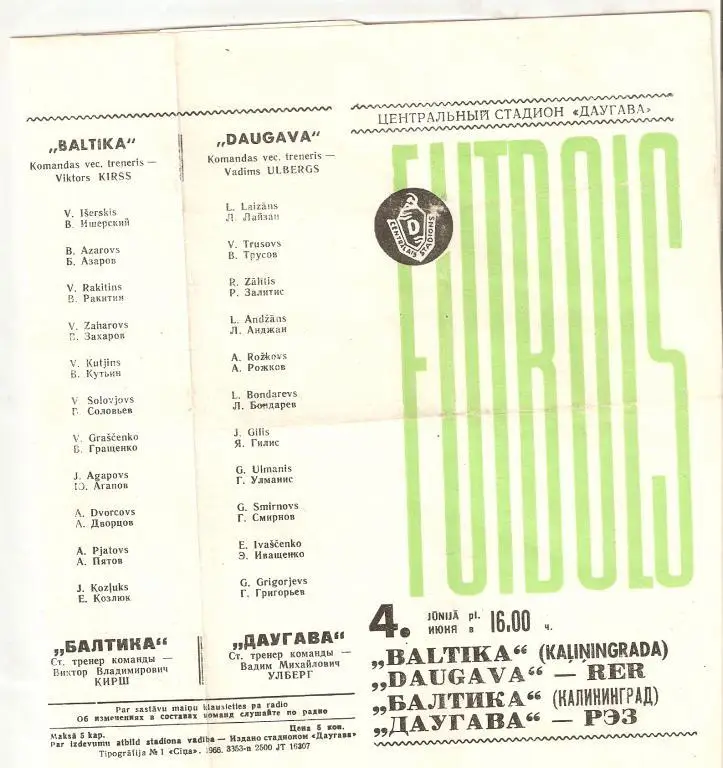 „BALTIKA“
Komandas vec. treneris —
Viktors KIRSS
V. Išerskis
В. Ишерский
B. Azarovs
Б. Азаров
V. Rakitins
В. Ракитин
V. Zaharovs
В. Захаров
V. Kutjins
В. Кутьин
V Solovjovs
Г. Соловьев
V. Graščenko
В. Гращенко
J. Agapovs
Ю. Агапов
A. Dvorcovs
А. Дворцов
A. Pjatovs
А. Пятов
J. Kozļuks
Е. Козлюк
„БАЛТИКА“
Ст. тренер команды —
Виктор Владимирович
КИРШ
„DAUGAVA“
Komandas vec. treneris —
Vadims ULBERGS
L. Laizāns
Л. Лайзан
V. Trusovs
В. Трусов
R. Zālītis
Р. Залитис
L. Andžāns
Л. Анджан
A. Rožkovs
А. Рожков
L. Bondarevs
Л. Бондарев
J. Gilis
Я. Гилис
G. Ulmanis
Г. Улманис
G. Smirnovs
Г. Смирнов
E. Ivaščenko
Э. Иващенко
G. Grigorjevs
Г. Григорьев
„ДАУГАВА“
Ст. тренер команды —
Вадим Михайлович
УЛБЕРГ
Par sastāvu maiņu klausieties pa radio
Об изменениях в составах команд слушайте по радио
Maksā 5 kap. Цена 5 коп.
Par izdevumu atbild stadiona vadība — Издано стадионом «Даугава»
Tipogrāfija № 1 «Cīņa». 1966. 3353-n 2500 JT 16307
ЦЕНТРАЛЬНЫЙ СТАДИОН «ДАУГАВА»
FUTBOLS
D
CENTRĀLAIS STADIONS
FUTBOLS
FUTBOLS
4. JŪNIJĀ pl. ИЮНЯ в 16.00 ч.
„BALTIKA“ (KAĻIŅINGRADA)
„DAUGAVA“ — RER
„БАЛТИКА“ (КАЛИНИНГРАД)
„ДАУГАВА“ — РЭЗ